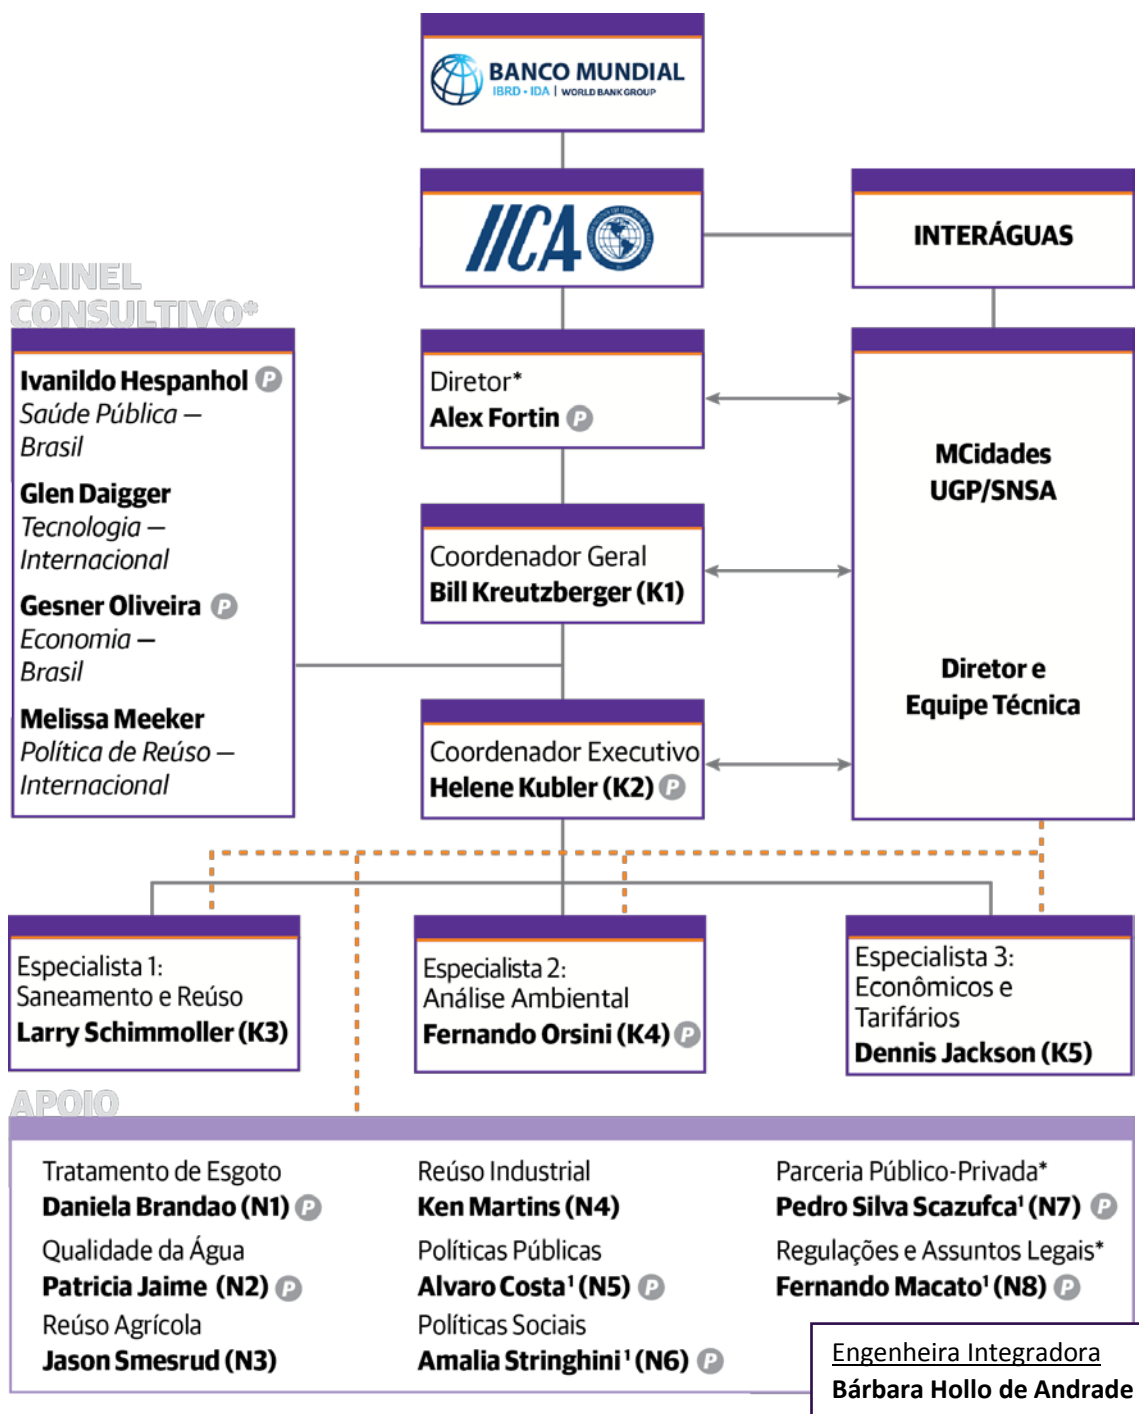 BANCO MUNDIAL
IBRD • IDA | WORLD BANK GROUP
IICA
INTERÁGUAS
PAINEL
CONSULTIVO*
Ivanildo Hespanhol P
Saúde Pública —
Brasil
Glen Daigger
Tecnologia —
Internacional
Gesner Oliveira P
Economia —
Brasil
Melissa Meeker
Política de Reúso —
Internacional
Diretor*
Alex Fortin P
Coordenador Geral
Bill Kreutzberger (K1)
Coordenador Executivo
Helene Kubler (K2) P
MCidades
UGP/SNSA
Diretor e
Equipe Técnica
Especialista 1:
Saneamento e Reúso
Larry Schimmoller (K3)
Especialista 2:
Análise Ambiental
Fernando Orsini (K4) P
Especialista 3:
Econômicos e
Tarifários
Dennis Jackson (K5)
APOIO
Tratamento de Esgoto
Daniela Brandao (N1) P
Qualidade da Água
Patricia Jaime (N2) P
Reúso Agrícola
Jason Smesrud (N3)
Reúso Industrial
Ken Martins (N4)
Políticas Públicas
Alvaro Costa¹ (N5) P
Políticas Sociais
Amalia Stringhini¹ (N6) P
Parceria Público-Privada*
Pedro Silva Scazufca¹ (N7) P
Regulações e Assuntos Legais*
Fernando Macato¹ (N8) P
Engenheira Integradora
Bárbara Hollo de Andrade